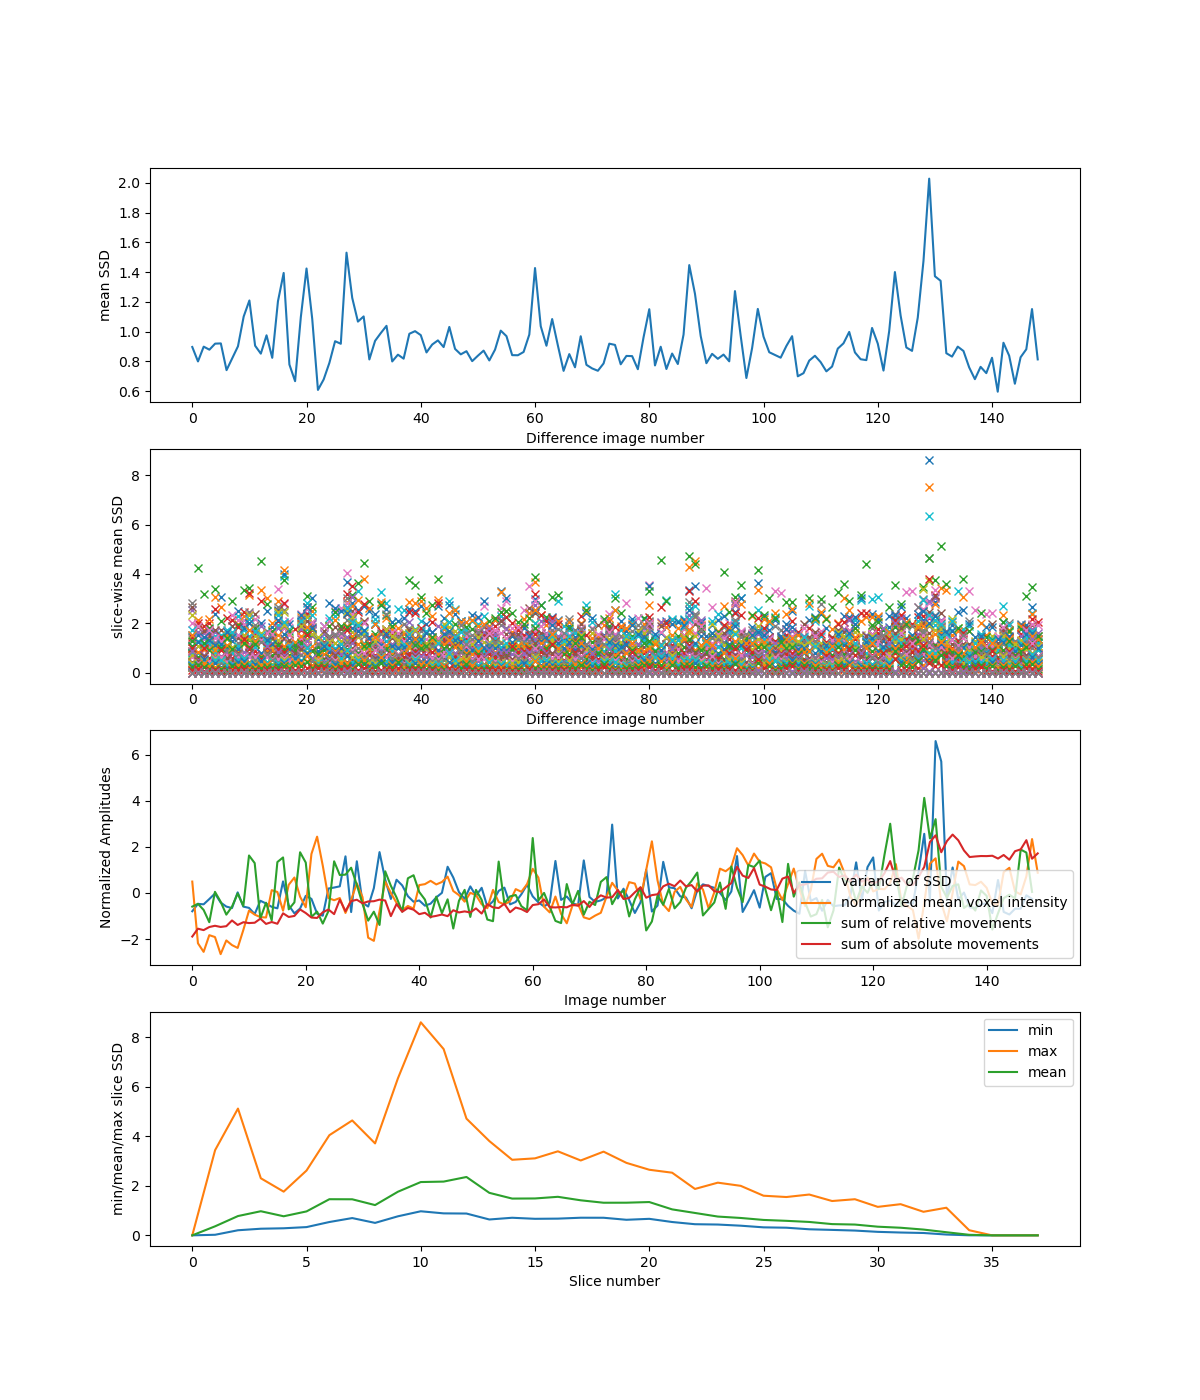 2.0
1.8
1.6
1.4
1.2
1.0
0.8
0.6
mean SSD
0 20 40 60 80 100 120 140
Difference image number
8
6
4
2
0
slice-wise mean SSD
0 20 40 60 80 100 120 140
Difference image number
6
4
2
0
−2
Normalized Amplitudes
variance of SSD
normalized mean voxel intensity
sum of relative movements
sum of absolute movements
0 20 40 60 80 100 120 140
Image number
8
6
4
2
0
min/mean/max slice SSD
min
max
mean
0 5 10 15 20 25 30 35
Slice number